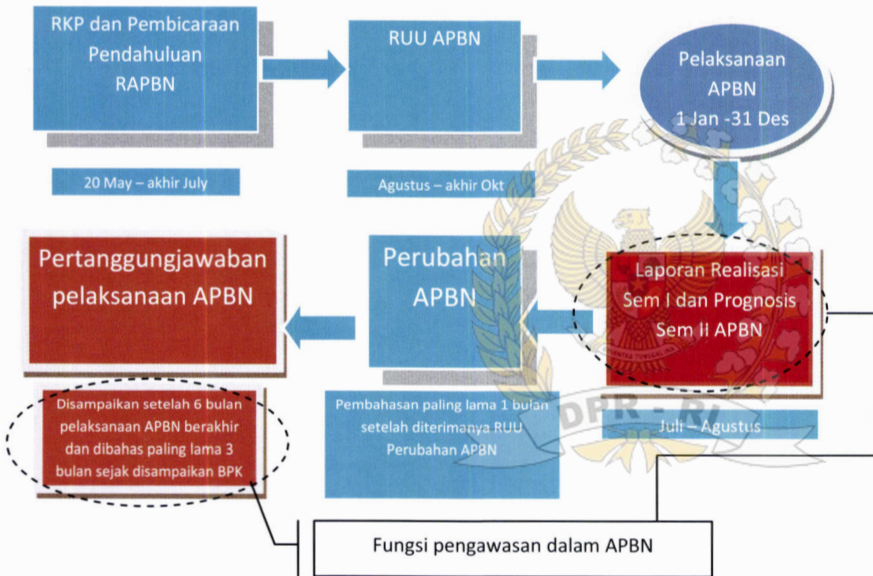 RKP dan Pembicaraan
Pendahuluan
RAPBN
RUU APBN
Pelaksanaan
APBN
1 Jan -31 Des
20 May – akhir July
Agustus – akhir Okt
Pertanggungjawaban
pelaksanaan APBN
Perubahan
APBN
Laporan Realisasi
Sem I dan Prognosis
Sem II APBN
Disampaikan setelah 6 bulan
pelaksanaan APBN berakhir
dan dibahas paling lama 3
bulan sejak disampaikan BPK
Pembahasan paling lama 1 bulan
setelah diterimanya RUU
Perubahan APBN
DPR - RI
Juli – Agustus
Fungsi pengawasan dalam APBN